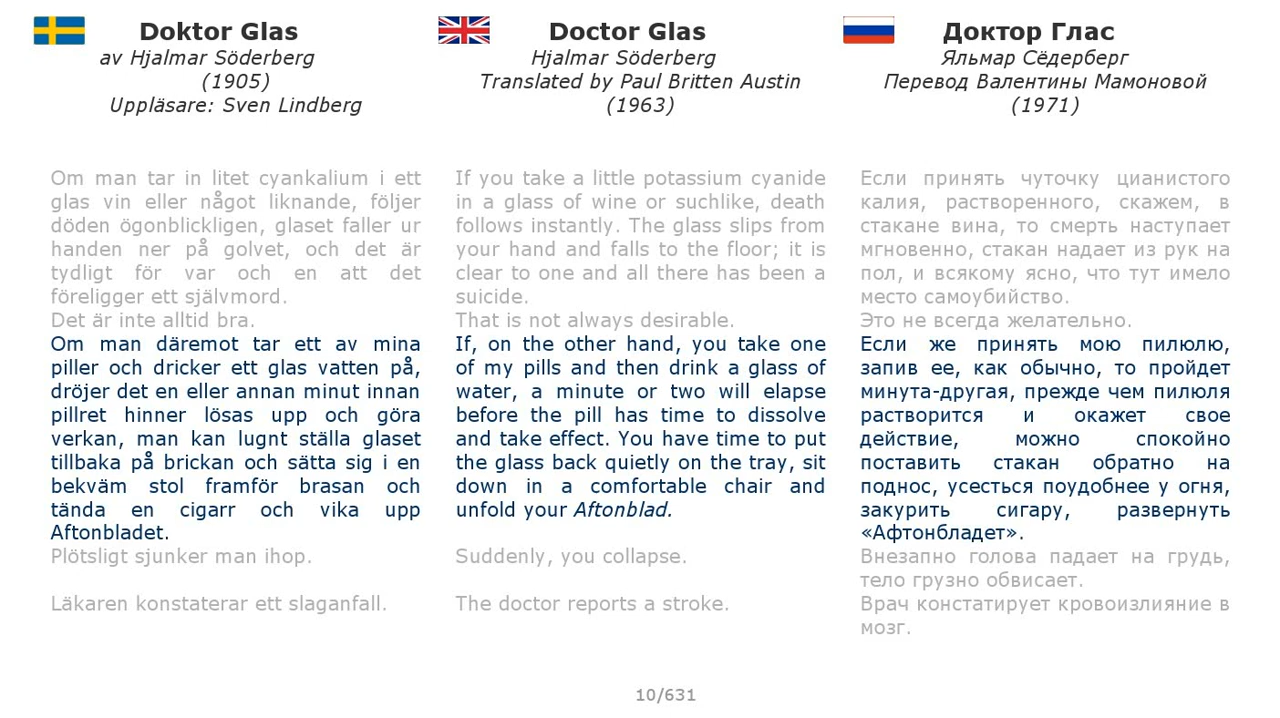 Doktor Glas
av Hjalmar Söderberg
(1905)
Uppläsare: Sven Lindberg
Om man tar in litet cyankalium i ett
glas vin eller något liknande, följer
döden ögonblickligen, glaset faller ur
handen ner på golvet, och det är
tydligt för var och en att det
föreligger ett självmord.
Det är inte alltid bra.
Om man däremot tar ett av mina
piller och dricker ett glas vatten på,
dröjer det en eller annan minut innan
pillret hinner lösas upp och göra
verkan, man kan lugnt ställa glaset
tillbaka på brickan och sätta sig i en
bekväm stol framför brasan och
tända en cigarr och vika upp
Aftonbladet.
Plötsligt sjunker man ihop.
Läkaren konstaterar ett slaganfall.
Doctor Glas
Hjalmar Söderberg
Translated by Paul Britten Austin
(1963)
If you take a little potassium cyanide
in a glass of wine or suchlike, death
follows instantly. The glass slips from
your hand and falls to the floor; it is
clear to one and all there has been a
suicide.
That is not always desirable.
If, on the other hand, you take one
of my pills and then drink a glass of
water, a minute or two will elapse
before the pill has time to dissolve
and take effect. You have time to put
the glass back quietly on the tray, sit
down in a comfortable chair and
unfold your Aftonblad.
Suddenly, you collapse.
The doctor reports a stroke.
Доктор Глас
Яльмар Сёдерберг
Перевод Валентины Мамоновой
(1971)
Если принять чуточку цианистого
калия, растворенного, скажем, в
стакане вина, то смерть наступает
мгновенно, стакан надает из рук на
пол, и всякому ясно, что тут имело
место самоубийство.
Это не всегда желательно.
Если же принять мою пилюлю,
запив ее, как обычно, то пройдет
минута-другая, прежде чем пилюля
растворится и окажет свое
действие, можно спокойно
поставить стакан обратно на
поднос, усесться поудобнее у огня,
закурить сигару, развернуть
«Афтонбладет».
Внезапно голова падает на грудь,
тело грузно обвисает.
Врач констатирует кровоизлияние в
мозг.
10/631